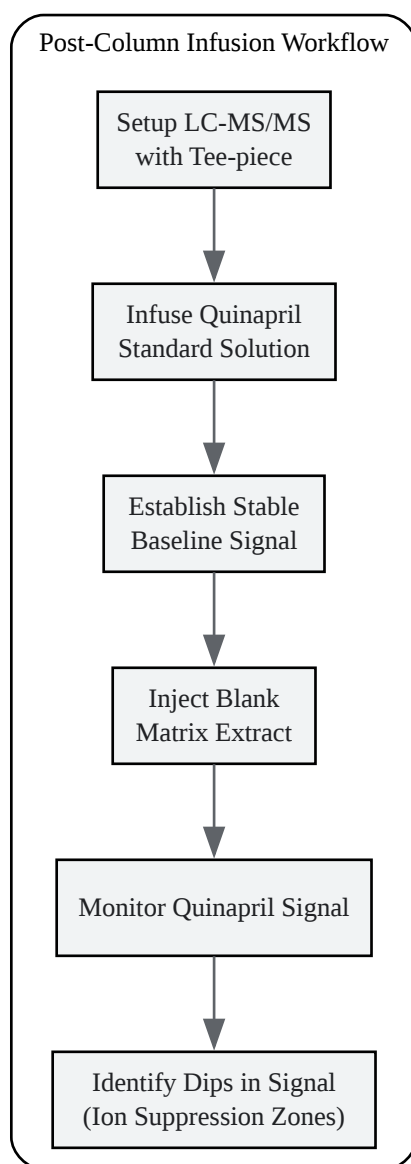 Post-Column Infusion Workflow
Setup LC-MS/MS
with Tee-piece
Infuse Quinapril
Standard Solution
Establish Stable
Baseline Signal
Inject Blank
Matrix Extract
Monitor Quinapril Signal
Identify Dips in Signal
(Ion Suppression Zones)